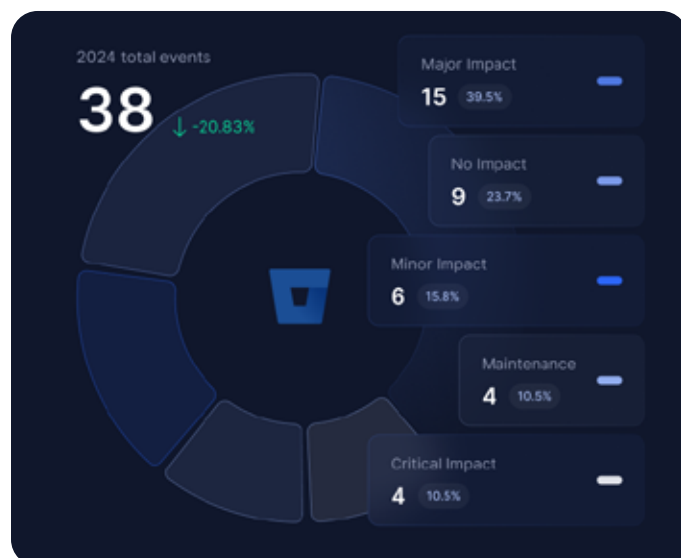 2024 total events
38 ↓ -20.83%
Major Impact
15 39.5%
No Impact
9 23.7%
Minor Impact
6 15.8%
Maintenance
4 10.5%
Critical Impact
4 10.5%